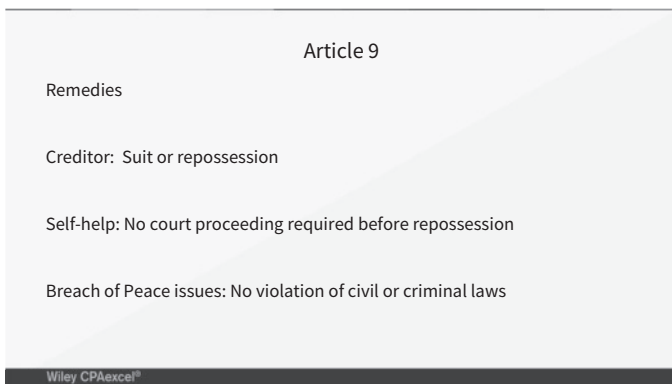 Article 9
Remedies
Creditor: Suit or repossession
Self-help: No court proceeding required before repossession
Breach of Peace issues: No violation of civil or criminal laws
Wiley CPAexcel®